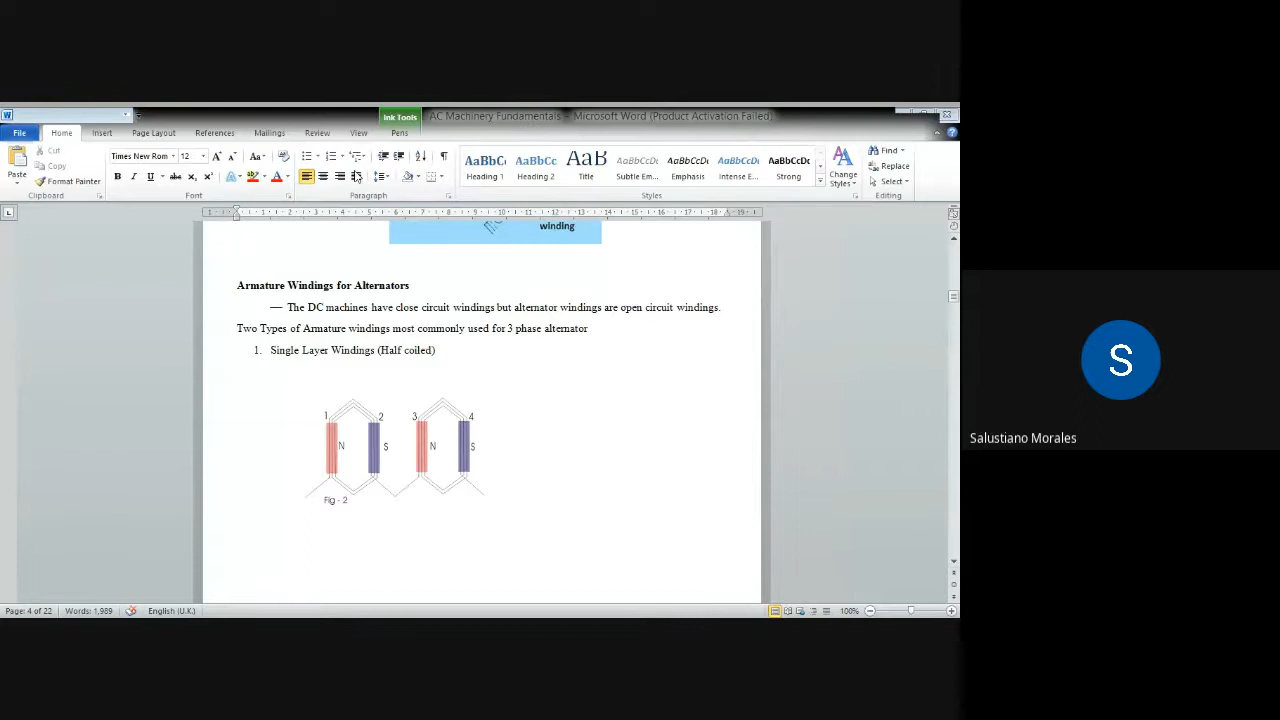 Ink Tools
AC Machinery Fundamentals - Microsoft Word (Product Activation Failed)
File Home Insert Page Layout References Mailings Review View Pens
Paste
Cut
Copy
Format Painter
Clipboard
Times New Rom 12
Font
Paragraph
AaBbC AaBbCc AaB AaBbCcDc AaBbCcDc AaBbCcDc AaBbCcDc
Heading 1 Heading 2 Title Subtle Em... Emphasis Intense E... Strong
Styles
Change
Styles
Find
Replace
Select
Editing
winding
Armature Windings for Alternators
— The DC machines have close circuit windings but alternator windings are open circuit windings.
Two Types of Armature windings most commonly used for 3 phase alternator
1. Single Layer Windings (Half coiled)
1 2 3 4
N S N S
Fig - 2
Page: 4 of 22 Words: 1,989 English (U.K.) 100%
S
Salustiano Morales